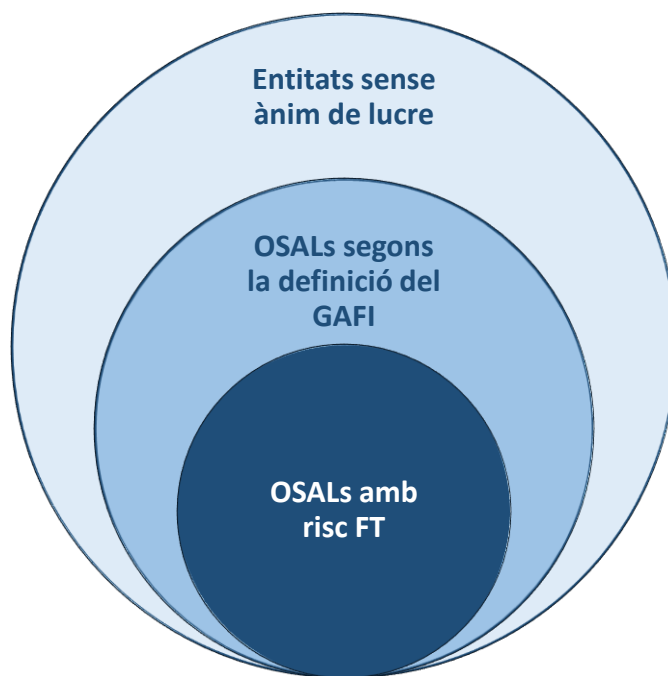 Entitats sense
ànim de lucre
OSALs segons
la definició del
GAFI
OSALs amb
risc FT